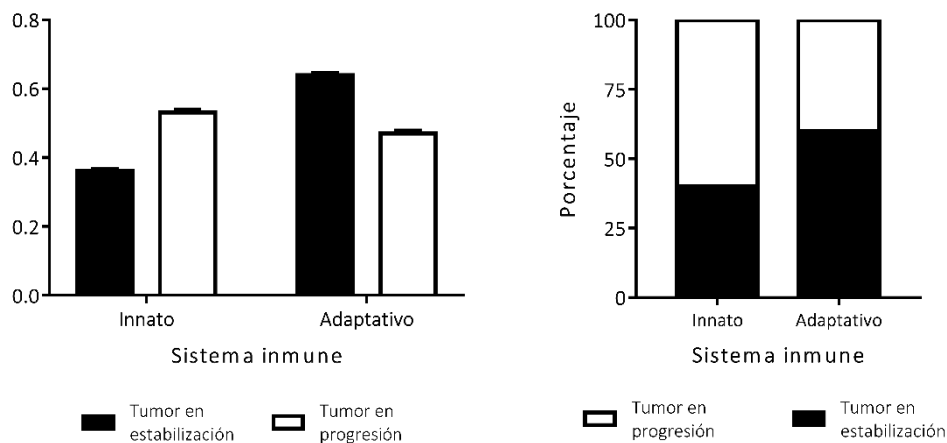 0.8
0.6
0.4
0.2
0.0
Innato
Adaptativo
Sistema inmune
Tumor en
estabilización
Tumor en
progresión
Porcentaje
100
75
50
25
0
Innato
Adaptativo
Sistema inmune
Tumor en
progresión
Tumor en
estabilización